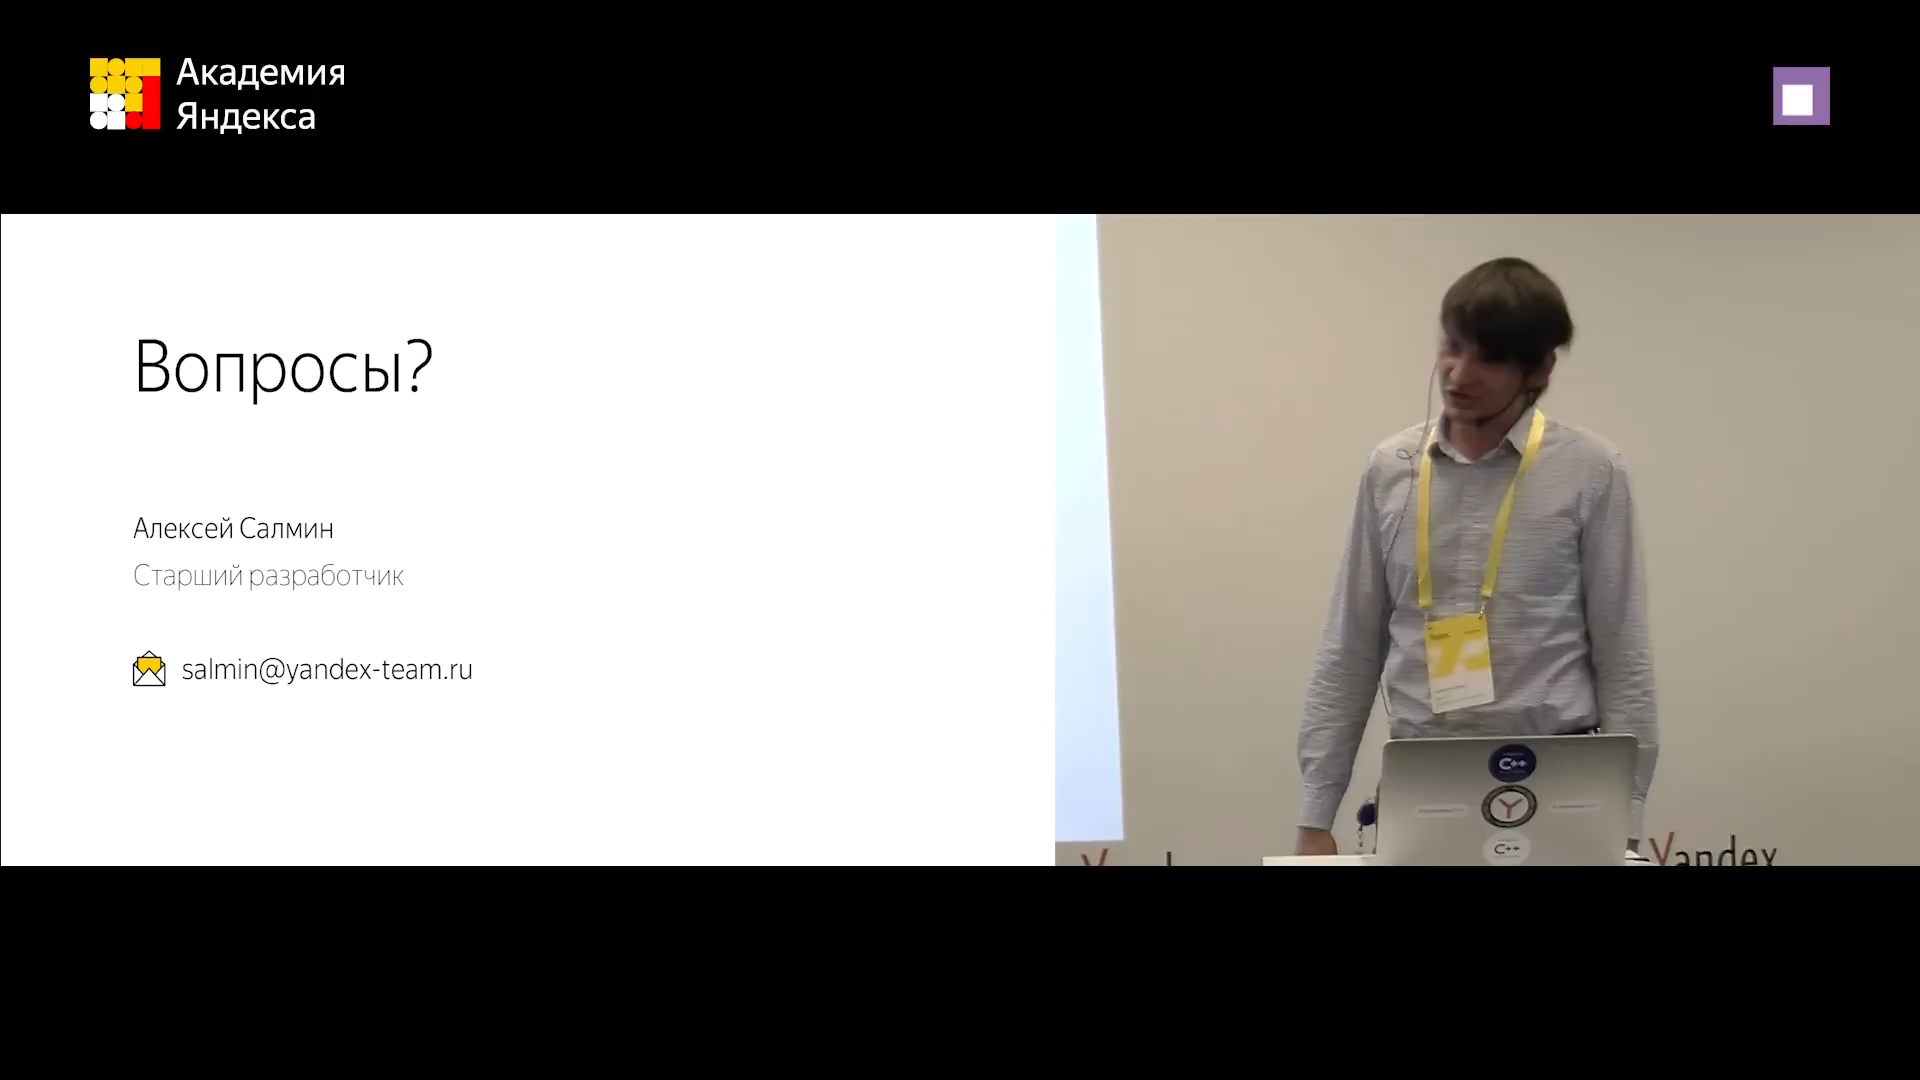 Академия
Яндекса
Вопросы?
Алексей Салмин
Старший разработчик
salmin@yandex-team.ru
C++
Y
C++
Yandex